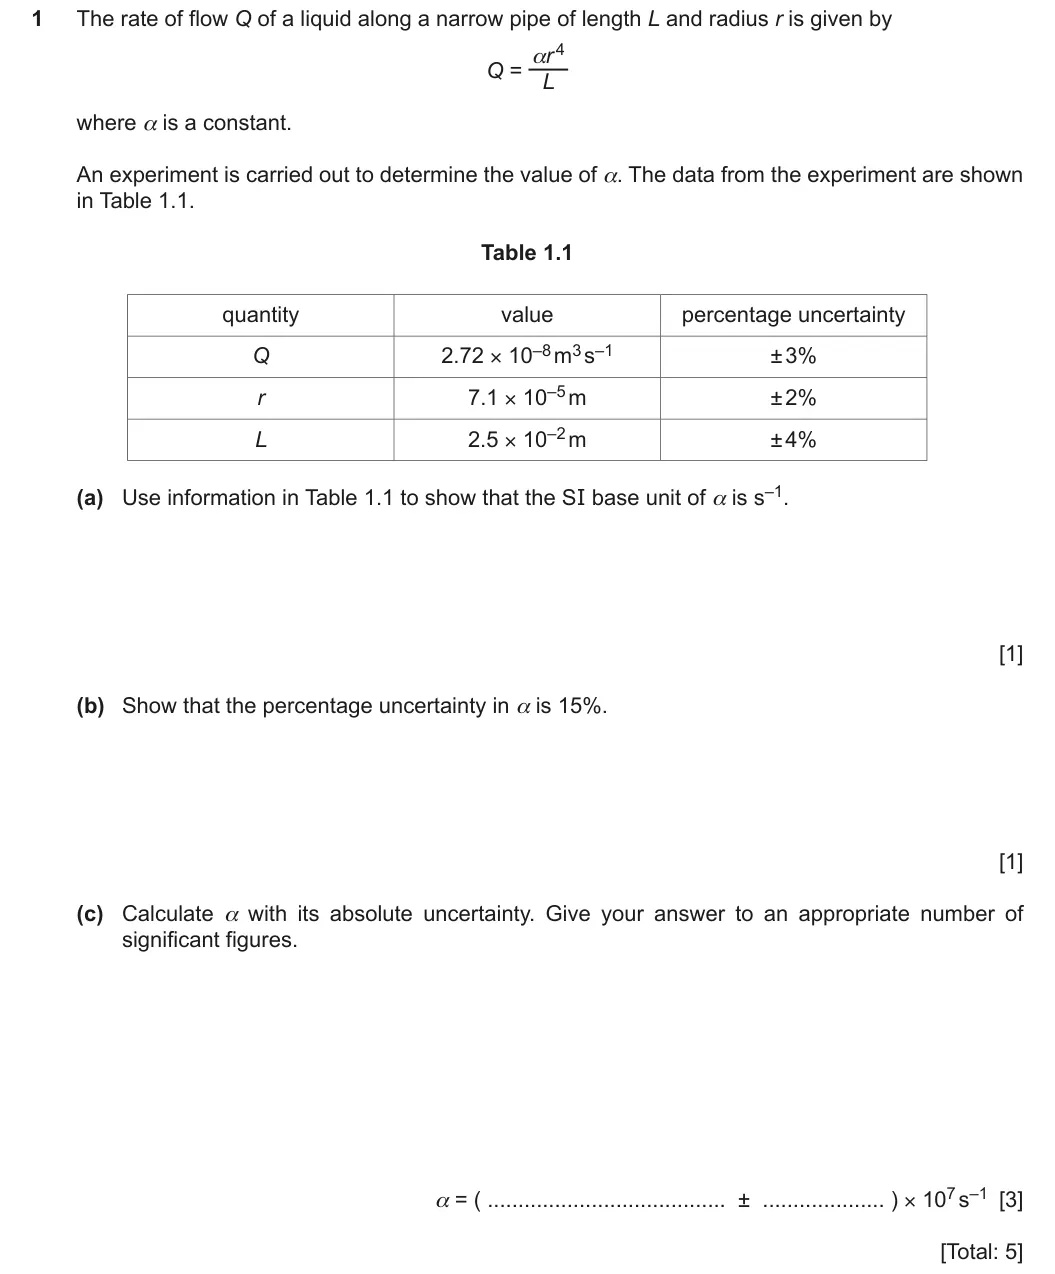 1 The rate of flow Q of a liquid along a narrow pipe of length L and radius r is given by
Q = αr⁴/L
where α is a constant.
An experiment is carried out to determine the value of α. The data from the experiment are shown
in Table 1.1.
Table 1.1
quantity value percentage uncertainty
Q 2.72 × 10⁻⁸ m³ s⁻¹ ±3%
r 7.1 × 10⁻⁵ m ±2%
L 2.5 × 10⁻² m ±4%
(a) Use information in Table 1.1 to show that the SI base unit of α is s⁻¹.
[1]
(b) Show that the percentage uncertainty in α is 15%.
[1]
(c) Calculate α with its absolute uncertainty. Give your answer to an appropriate number of
significant figures.
α = ( ....................................... ± .................... ) × 10⁷ s⁻¹ [3]
[Total: 5]